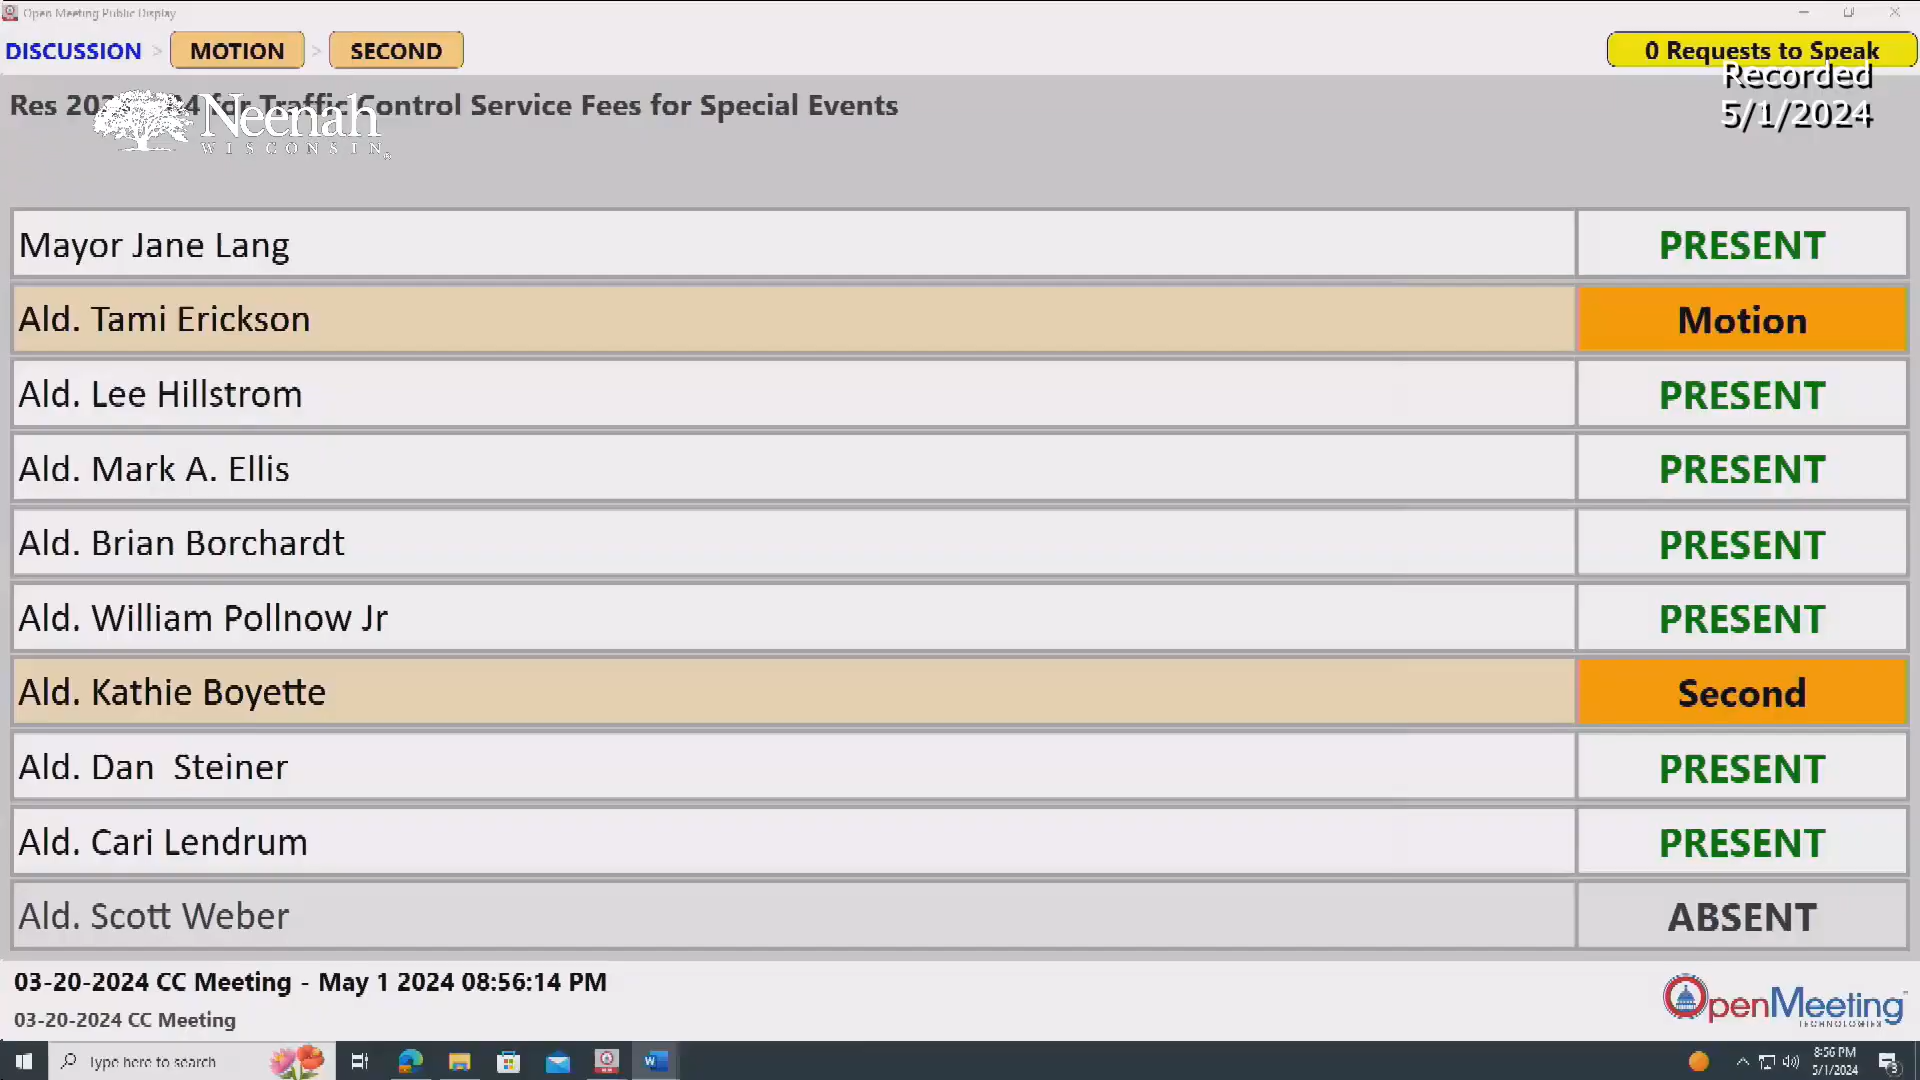 Open Meeting Public Display
DISCUSSION > MOTION > SECOND
0 Requests to Speak
Recorded
5/1/2024
Res for Traffic Control Service Fees for Special Events
Neenah
WISCONSIN
Mayor Jane Lang PRESENT
Ald. Tami Erickson Motion
Ald. Lee Hillstrom PRESENT
Ald. Mark A. Ellis PRESENT
Ald. Brian Borchardt PRESENT
Ald. William Pollnow Jr PRESENT
Ald. Kathie Boyette Second
Ald. Dan  Steiner PRESENT
Ald. Cari Lendrum PRESENT
Ald. Scott Weber ABSENT
03-20-2024 CC Meeting - May 1 2024 08:56:14 PM
03-20-2024 CC Meeting
OpenMeeting
TECHNOLOGIES
Type here to search
8:56 PM
5/1/2024
3